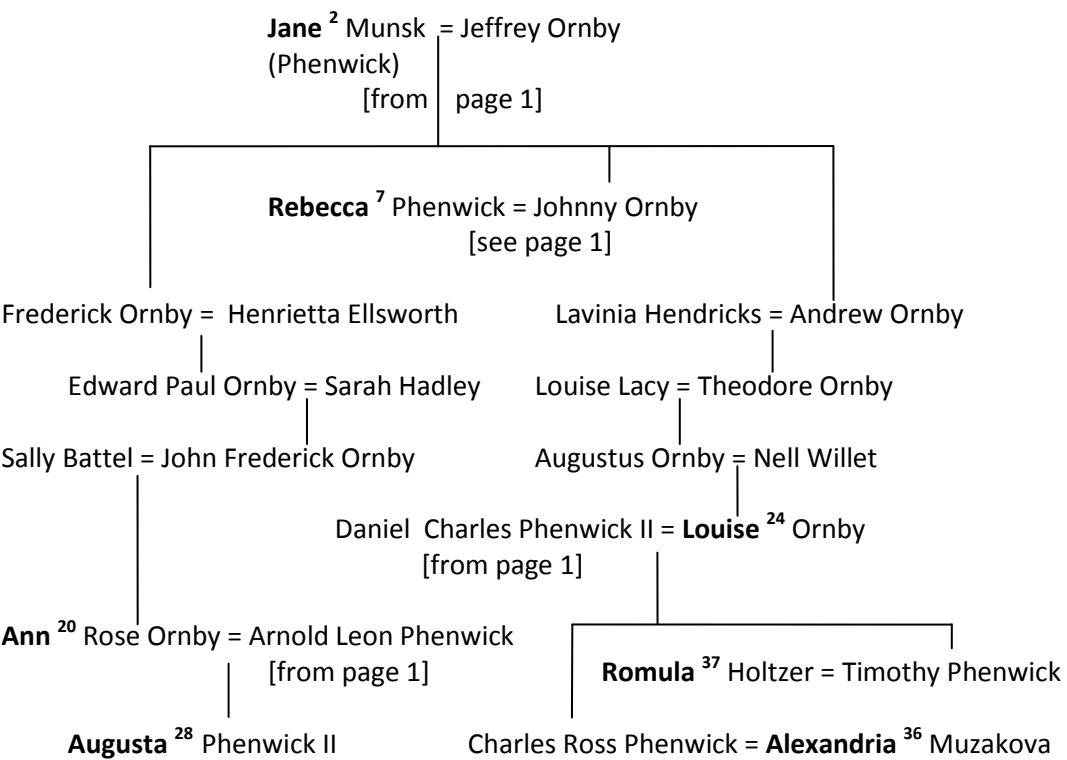 Jane 2 Munsk = Jeffrey Ornby
(Phenwick)
[from page 1]
Rebecca 7 Phenwick = Johnny Ornby
[see page 1]
Frederick Ornby = Henrietta Ellsworth Lavinia Hendricks = Andrew Ornby
Edward Paul Ornby = Sarah Hadley Louise Lacy = Theodore Ornby
Sally Battel = John Frederick Ornby Augustus Ornby = Nell Willet
Daniel Charles Phenwick II = Louise 24 Ornby
[from page 1]
Ann 20 Rose Ornby = Arnold Leon Phenwick
[from page 1] Romula 37 Holtzer = Timothy Phenwick
Augusta 28 Phenwick II Charles Ross Phenwick = Alexandria 36 Muzakova